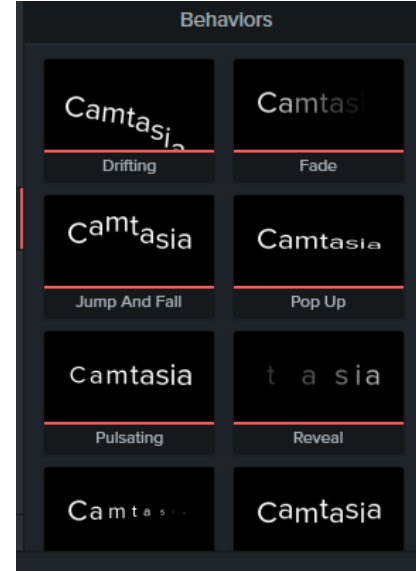 Behaviors
Camtasia
Camtas
Drifting
Fade
Camtasia
Camtasia
Jump And Fall
Pop Up
Camtasia
t a sia
Pulsating
Reveal
Camtas
Camtasia